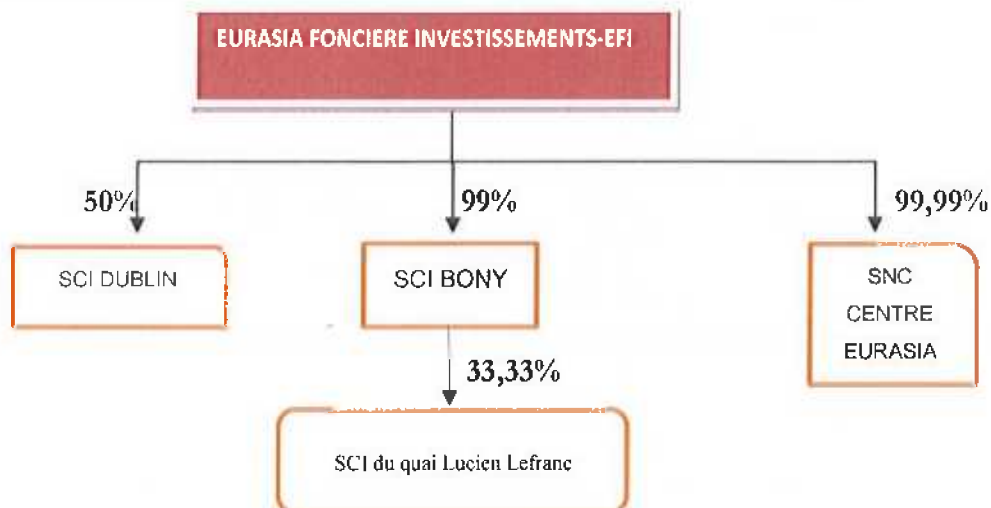 EURASIA FONCIERE INVESTISSEMENTS-EFI
50%
99%
99,99%
SCI DUBLIN
SCI BONY
SNC
CENTRE
EURASIA
33,33%
SCI du quai Lucien Lefranc